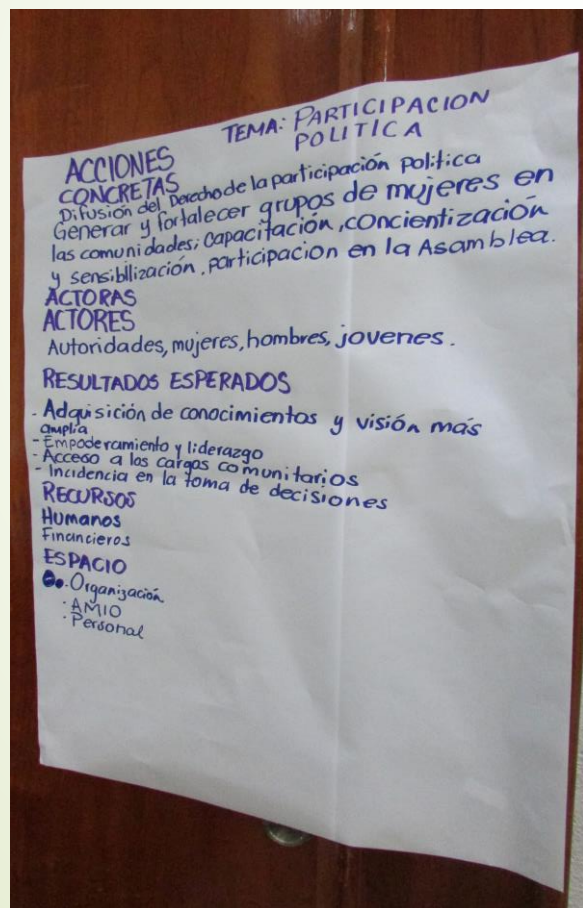 TEMA: PARTICIPACION
POLITICA
ACCIONES
CONCRETAS
Difusión del Derecho de la participación politica
Generar y fortalecer grupos de mujeres en
las comunidades; capacitación, concientización
y sensibllización, participacion en la Asamblea.
ACTORAS
ACTORES
Autoridades, mujeres, hombres, jovenes.
RESULTADOS ESPERADOS
- Adquisición de conocimientos y visión más
amplia
- Empoderamiento y liderazgo
- Acceso a los cargos comunitarios
- Incidencia en la toma de decisiones
RECURSOS
Humanos
Financieros
ESPACIO
· Organización
· AMIO
· Personal